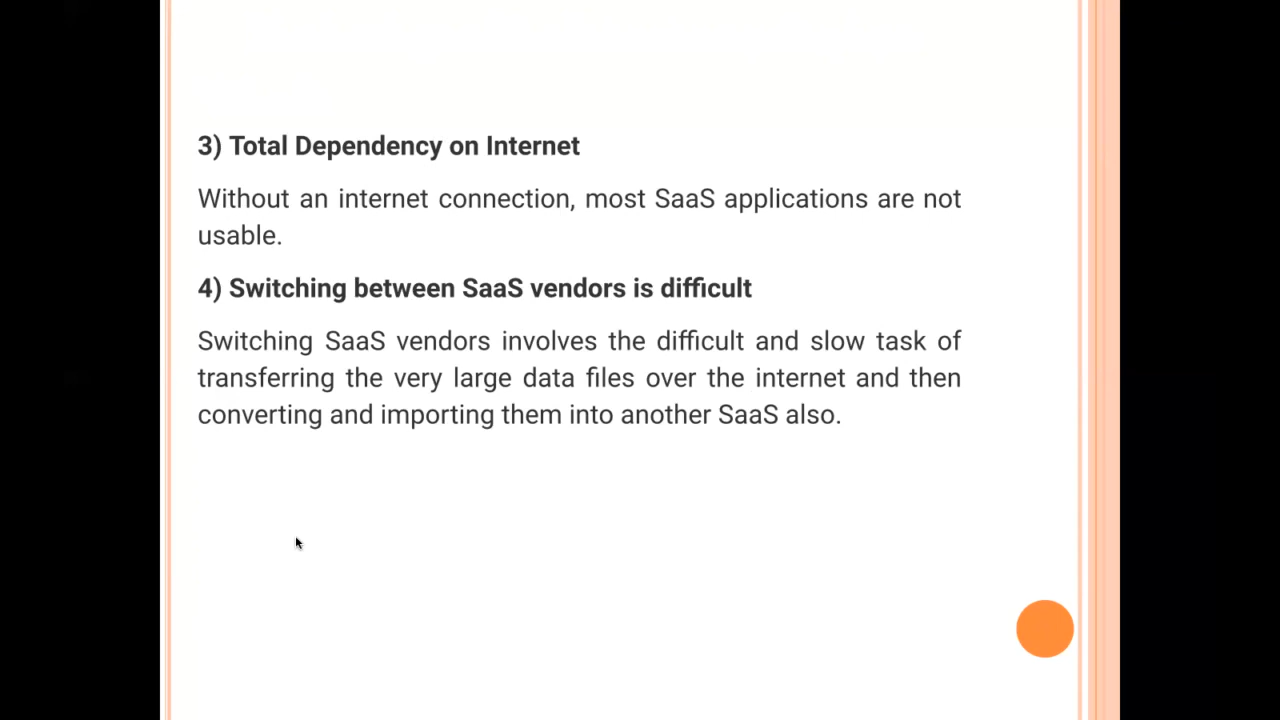 3) Total Dependency on Internet
Without an internet connection, most SaaS applications are not
usable.
4) Switching between SaaS vendors is difficult
Switching SaaS vendors involves the difficult and slow task of
transferring the very large data files over the internet and then
converting and importing them into another SaaS also.